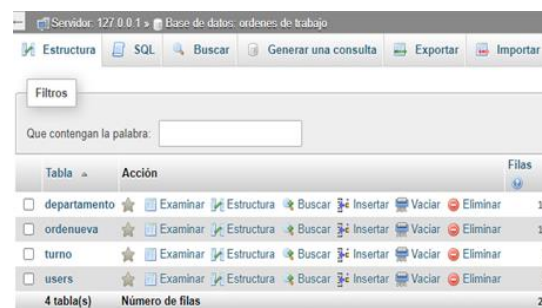 Servidor: 127.0.0.1 » Base de datos: ordenes de trabajo
Estructura SQL Buscar Generar una consulta Exportar Importar
Filtros
Que contengan la palabra:
Tabla Acción Filas
departamento Examinar Estructura Buscar Insertar Vaciar Eliminar 1
ordenueva Examinar Estructura Buscar Insertar Vaciar Eliminar 1
turno Examinar Estructura Buscar Insertar Vaciar Eliminar
users Examinar Estructura Buscar Insertar Vaciar Eliminar
4 tabla(s) Número de filas 2